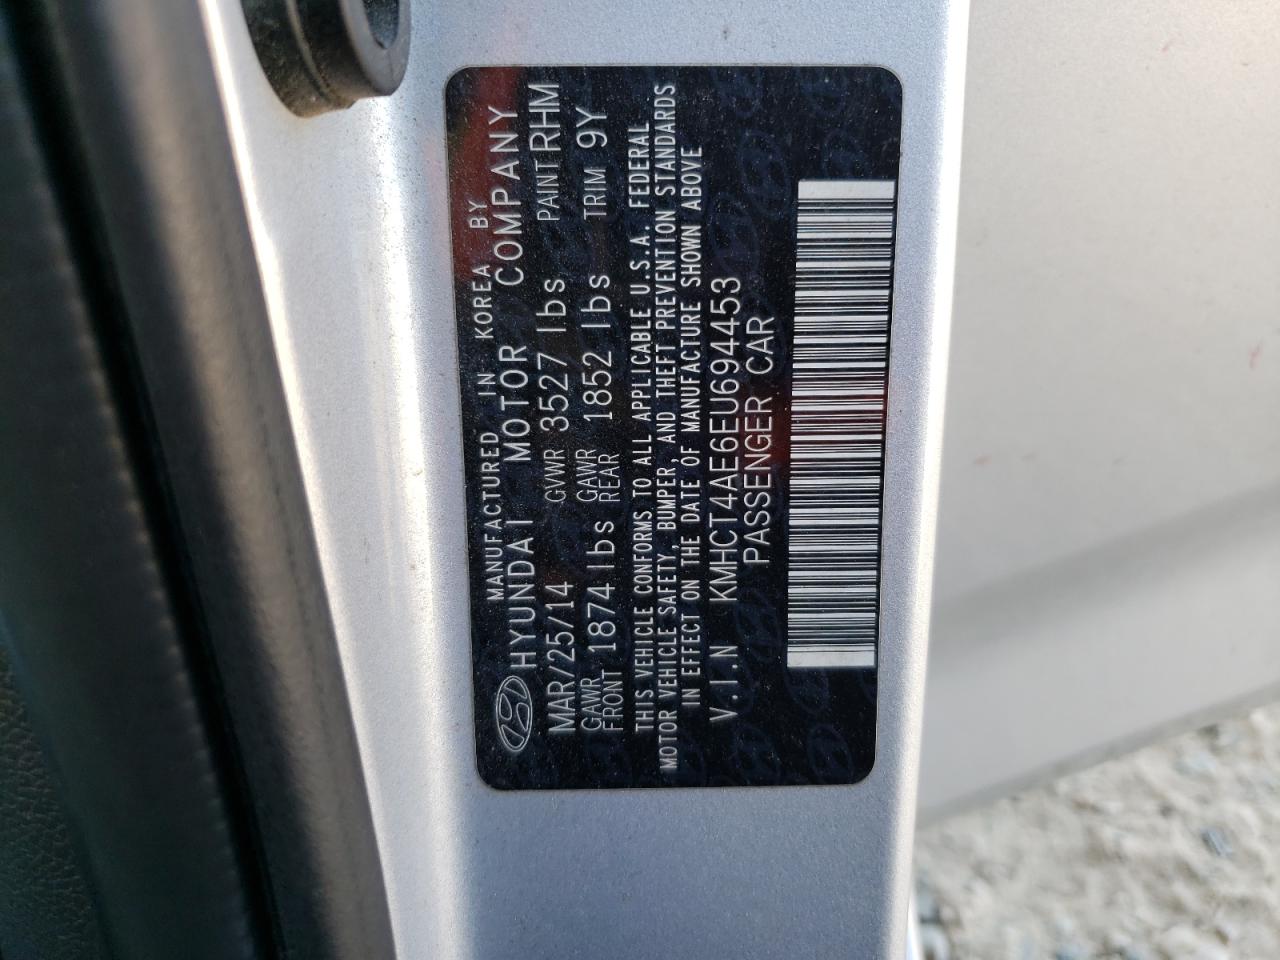 MANUFACTURED IN KOREA BY
HYUNDAI MOTOR COMPANY
MAR/25/14 GVWR 3527 lbs PAINT RHM
GAWR FRONT 1874 lbs GAWR REAR 1852 lbs TRIM 9Y
THIS VEHICLE CONFORMS TO ALL APPLICABLE U.S.A. FEDERAL
MOTOR VEHICLE SAFETY, BUMPER, AND THEFT PREVENTION STANDARDS
IN EFFECT ON THE DATE OF MANUFACTURE SHOWN ABOVE
V.I.N KMHCT4AE6EU694453
PASSENGER CAR